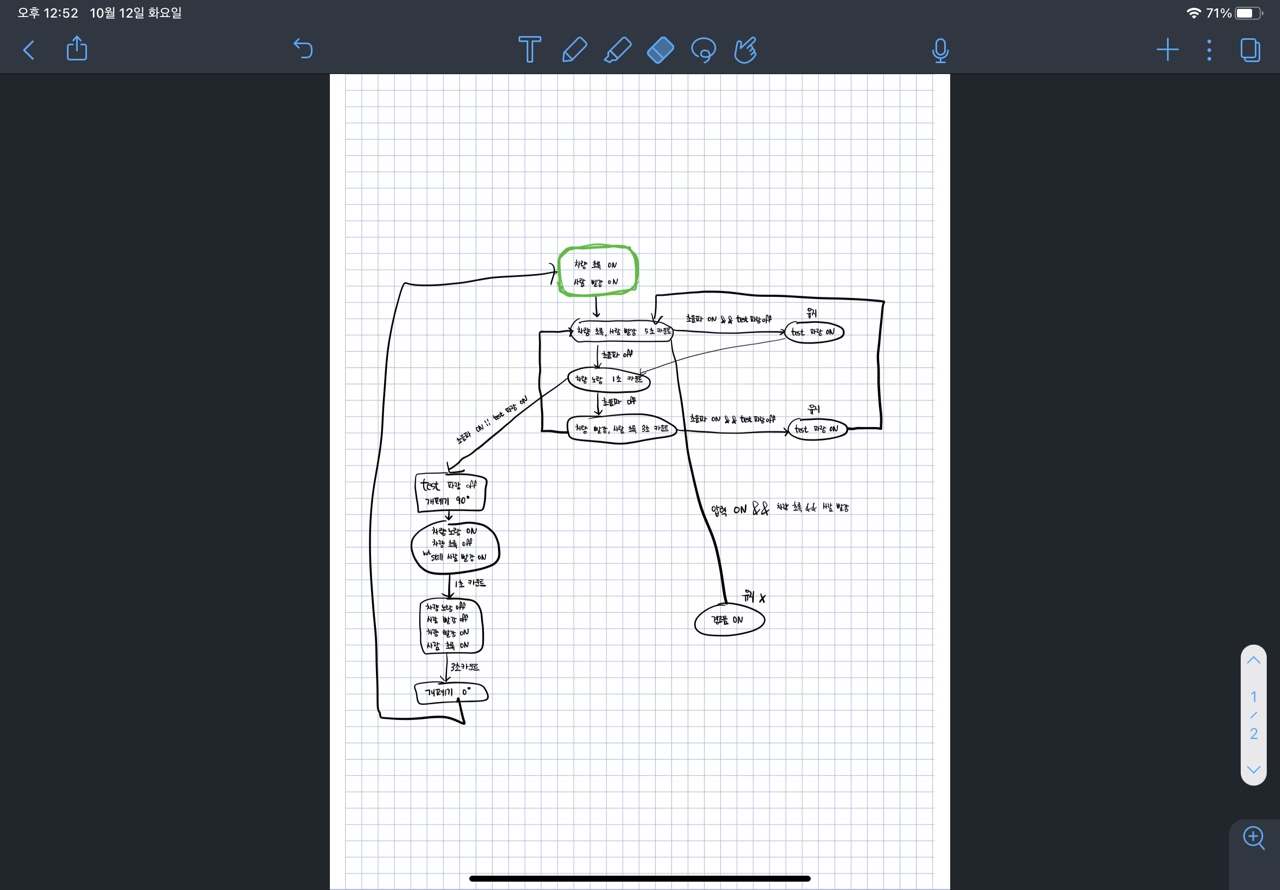 오후 12:52 10월 12일 화요일
71%
차량 초록 ON
사람 빨강 ON
차량 초록, 사람 빨강 5초 카운트
초음파 ON && test 파랑 off
유지
test 파랑 ON
초음파 off
차량 노랑 1초 카운트
초음파 off
초음파 ON || test 파랑 ON
차량 빨강, 사람 초록 3초 카운트
초음파 ON && test 파랑 off
유지
test 파랑 ON
test 파랑 off
개폐기 90°
차량 노랑 ON
차량 초록 off
사람 빨강 ON
1초 카운트
차량 노랑 off
사람 빨강 off
차량 빨강 ON
사람 초록 ON
3초 카운트
개폐기 0°
압력 ON && 차량 초록 && 사람 빨강
유지 X
경보음 ON
1
/
2